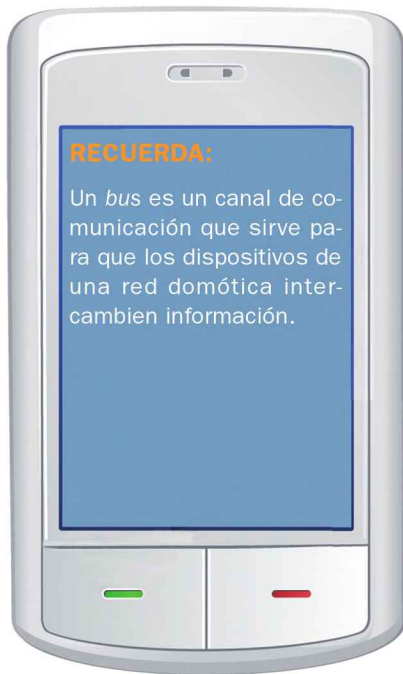 RECUERDA:
Un bus es un canal de co-
municación que sirve pa-
ra que los dispositivos de
una red domótica inter-
cambien información.